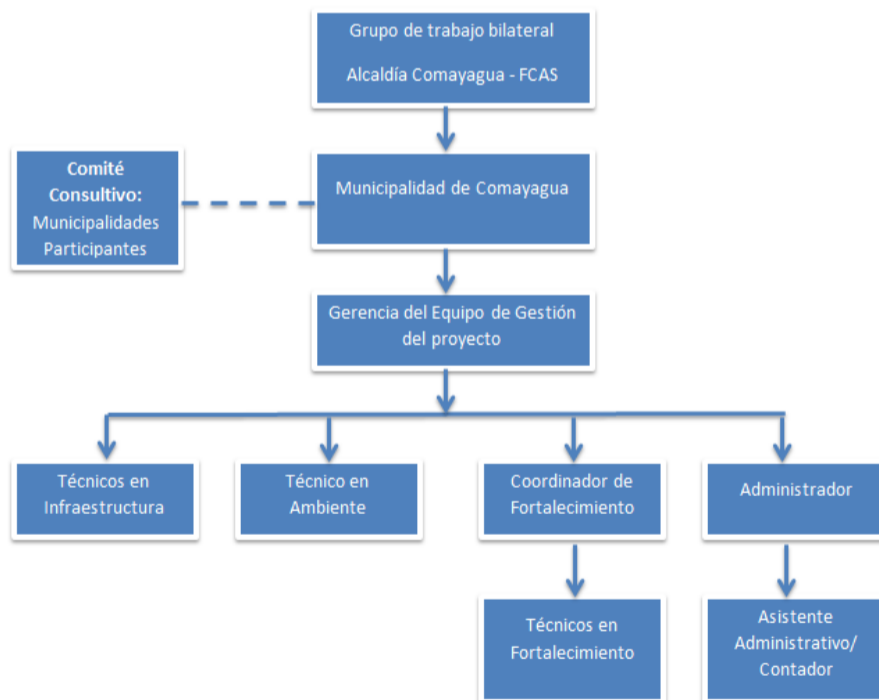 Grupo de trabajo bilateral
Alcaldía Comayagua - FCAS
Comité
Consultivo:
Municipalidades
Participantes
Municipalidad de Comayagua
Gerencia del Equipo de Gestión
del proyecto
Técnicos en
Infraestructura
Técnico en
Ambiente
Coordinador de
Fortalecimiento
Administrador
Técnicos en
Fortalecimiento
Asistente
Administrativo/
Contador